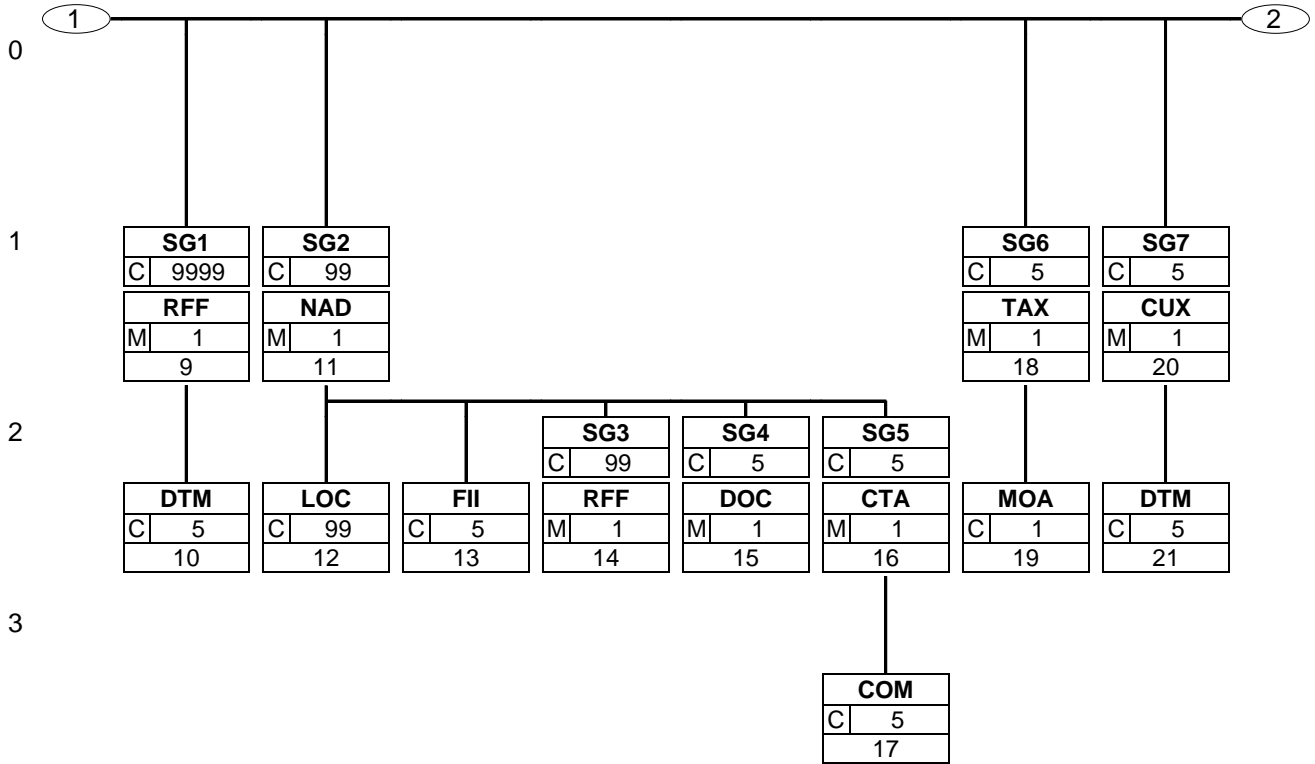 1 2
0
1 SG1 SG2 SG6 SG7
C 9999 C 99 C 5 C 5
RFF NAD TAX CUX
M 1 M 1 M 1 M 1
9 11 18 20
2 SG3 SG4 SG5
C 99 C 5 C 5
DTM LOC FII RFF DOC CTA MOA DTM
C 5 C 99 C 5 M 1 M 1 M 1 C 1 C 5
10 12 13 14 15 16 19 21
3
COM
C 5
17